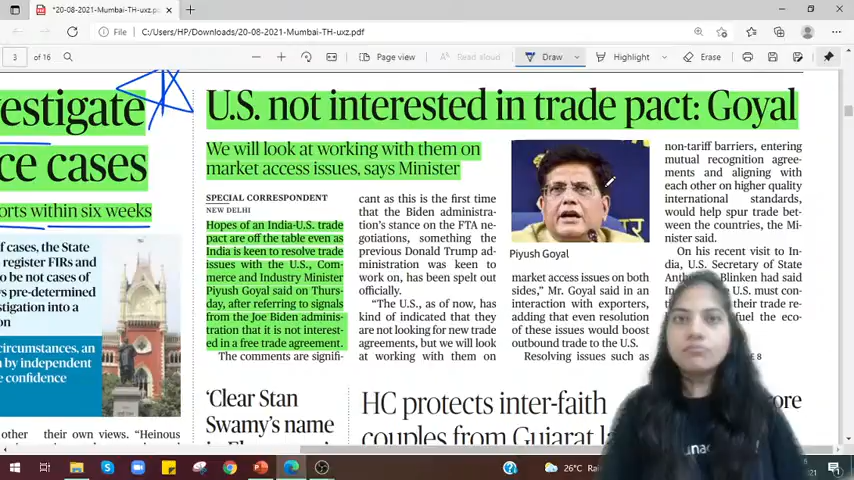 *20-08-2021-Mumbai-TH-uxz.pdf
File
C:/Users/HP/Downloads/20-08-2021-Mumbai-TH-uxz.pdf
3
of 16
Page view
Read aloud
Draw
Highlight
Erase
vestigate
ce cases
orts within six weeks
of cases, the State
register FIRs and
o be not cases of
ys pre-determined
estigation into a
on
circumstances, an
n by independent
te confidence
other their own views. “Heinous
U.S. not interested in trade pact: Goyal
We will look at working with them on
market access issues, says Minister
SPECIAL CORRESPONDENT
NEW DELHI
Hopes of an India-U.S. trade
pact are off the table even as
India is keen to resolve trade
issues with the U.S., Com-
merce and Industry Minister
Piyush Goyal said on Thurs-
day, after referring to signals
from the Joe Biden adminis-
tration that it is not interest-
ed in a free trade agreement.
The comments are signifi-
cant as this is the first time
that the Biden administra-
tion’s stance on the FTA ne-
gotiations, something the
previous Donald Trump
administration was keen to
work on, has been spelt out
officially.
“The U.S., as of now, has
kind of indicated that they
are not looking for new trade
agreements, but we will look
at working with them on
Piyush Goyal
market access issues on both
sides,” Mr. Goyal said in an
interaction with exporters,
adding that even resolution
of these issues would boost
outbound trade to the U.S.
Resolving issues such as
non-tariff barriers, entering
mutual recognition agree-
ments and aligning with
each other on higher quality
international standards,
would help spur trade bet-
ween the countries, the Mi-
nister said.
On his recent visit to In-
dia, U.S. Secretary of State
Blinken had said
U.S. must con-
their trade re-
fuel the eco-
8
‘Clear Stan
Swamy’s name
HC protects inter-faith
couples from Gujarat
ore
26°C